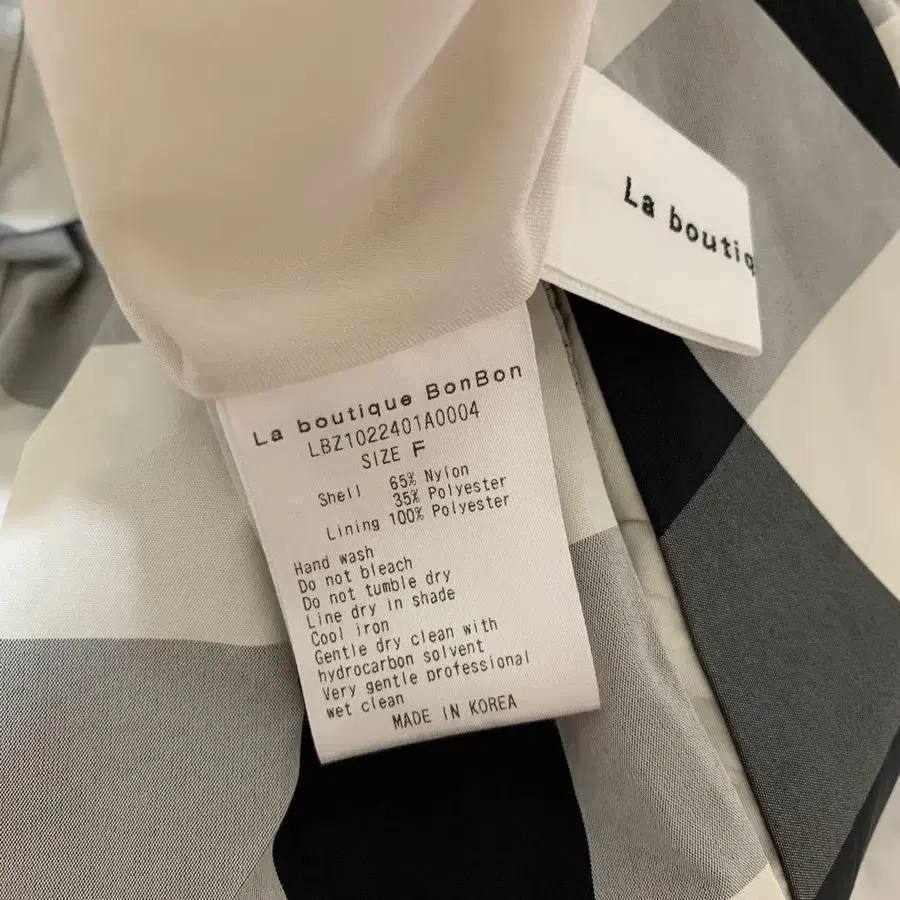 La boutiq
La boutique BonBon
LBZ1022401A0004
SIZE F
Shell 65% Nylon
35% Polyester
Lining 100% Polyester
Hand wash
Do not bleach
Do not tumble dry
Line dry in shade
Cool iron
Gentle dry clean with
hydrocarbon solvent
Very gentle professional
wet clean
MADE IN KOREA